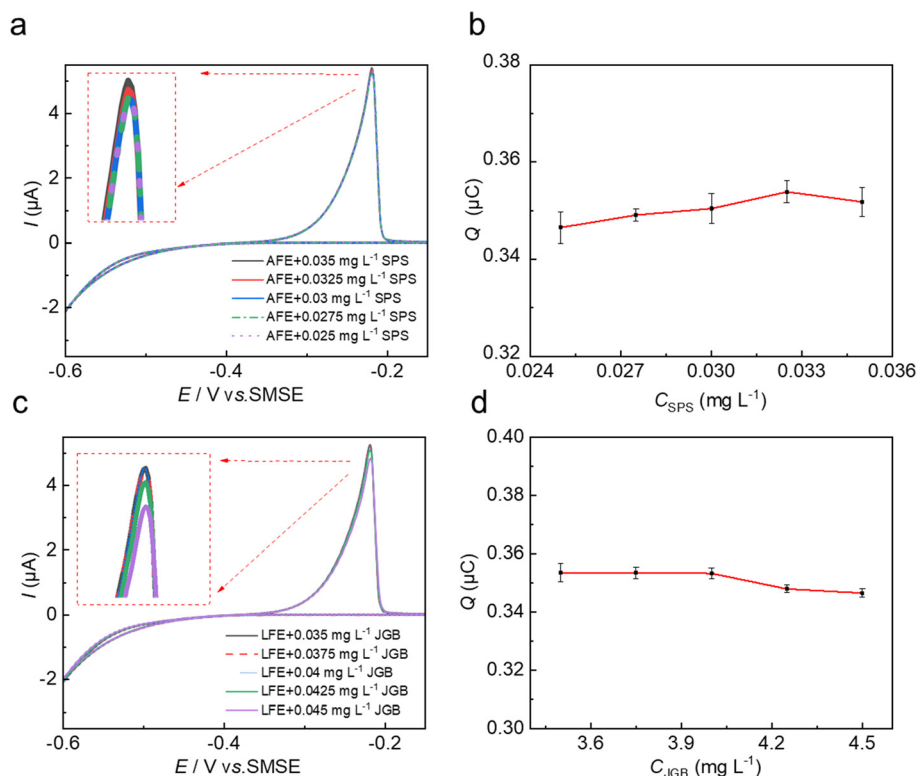 a
I (μA)
4
2
0
-2
-0.6
-0.4
-0.2
E / V vs.SMSE
AFE+0.035 mg L⁻¹ SPS
AFE+0.0325 mg L⁻¹ SPS
AFE+0.03 mg L⁻¹ SPS
AFE+0.0275 mg L⁻¹ SPS
AFE+0.025 mg L⁻¹ SPS
b
Q (μC)
0.38
0.36
0.34
0.32
0.024
0.027
0.030
0.033
0.036
C_SPS (mg L⁻¹)
c
I (μA)
4
2
0
-2
-0.6
-0.4
-0.2
E / V vs.SMSE
LFE+0.035 mg L⁻¹ JGB
LFE+0.0375 mg L⁻¹ JGB
LFE+0.04 mg L⁻¹ JGB
LFE+0.0425 mg L⁻¹ JGB
LFE+0.045 mg L⁻¹ JGB
d
Q (μC)
0.40
0.38
0.36
0.34
0.32
0.30
3.6
3.9
4.2
4.5
C_JGB (mg L⁻¹)